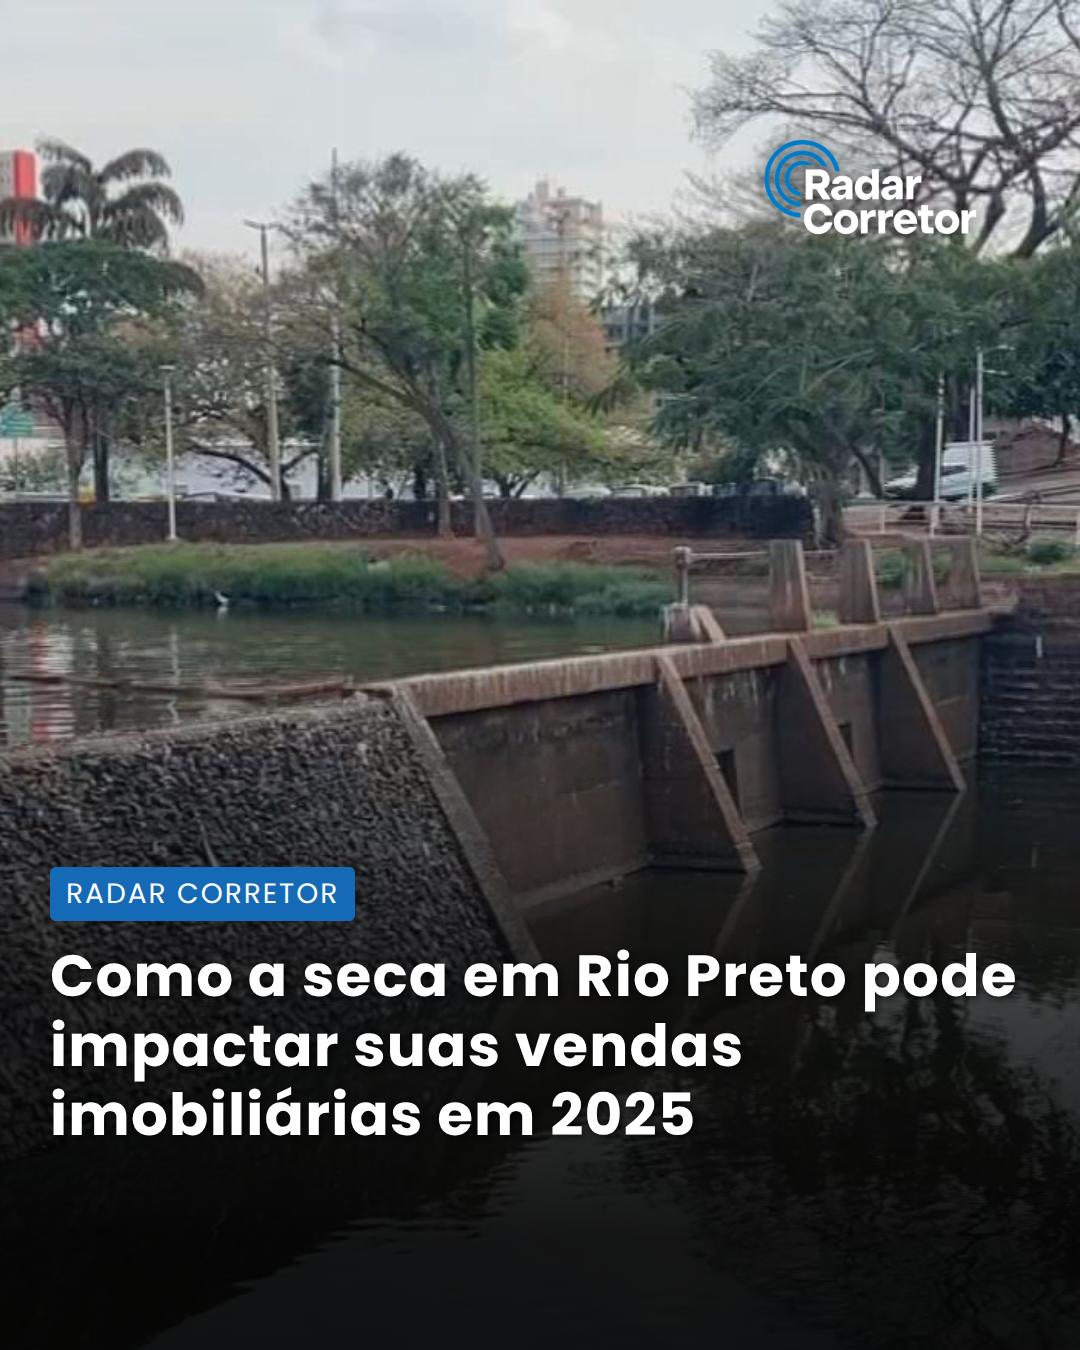 Radar
Corretor
RADAR CORRETOR
Como a seca em Rio Preto pode
impactar suas vendas
imobiliárias em 2025